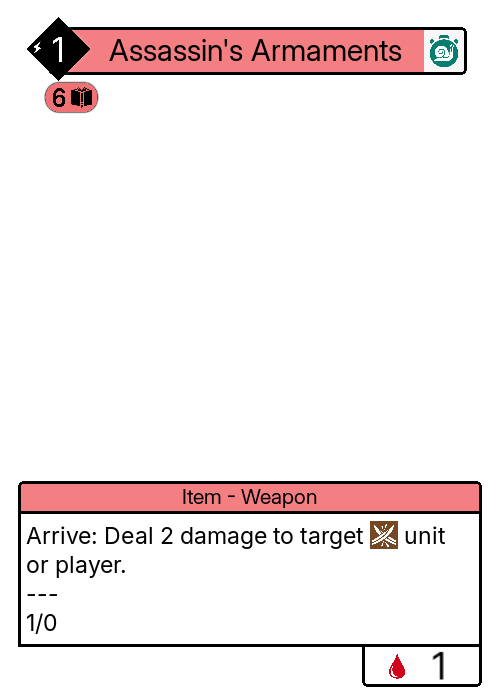 1 Assassin's Armaments
6
Item - Weapon
Arrive: Deal 2 damage to target unit
or player.
---
1/0
1